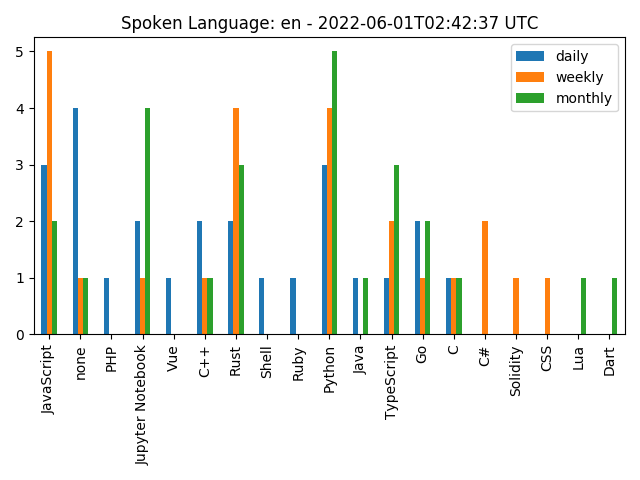 Spoken Language: en - 2022-06-01T02:42:37 UTC
daily
weekly
monthly
5
4
3
2
1
0
JavaScript
none
PHP
Jupyter Notebook
Vue
C++
Rust
Shell
Ruby
Python
Java
TypeScript
Go
C
C#
Solidity
CSS
Lua
Dart